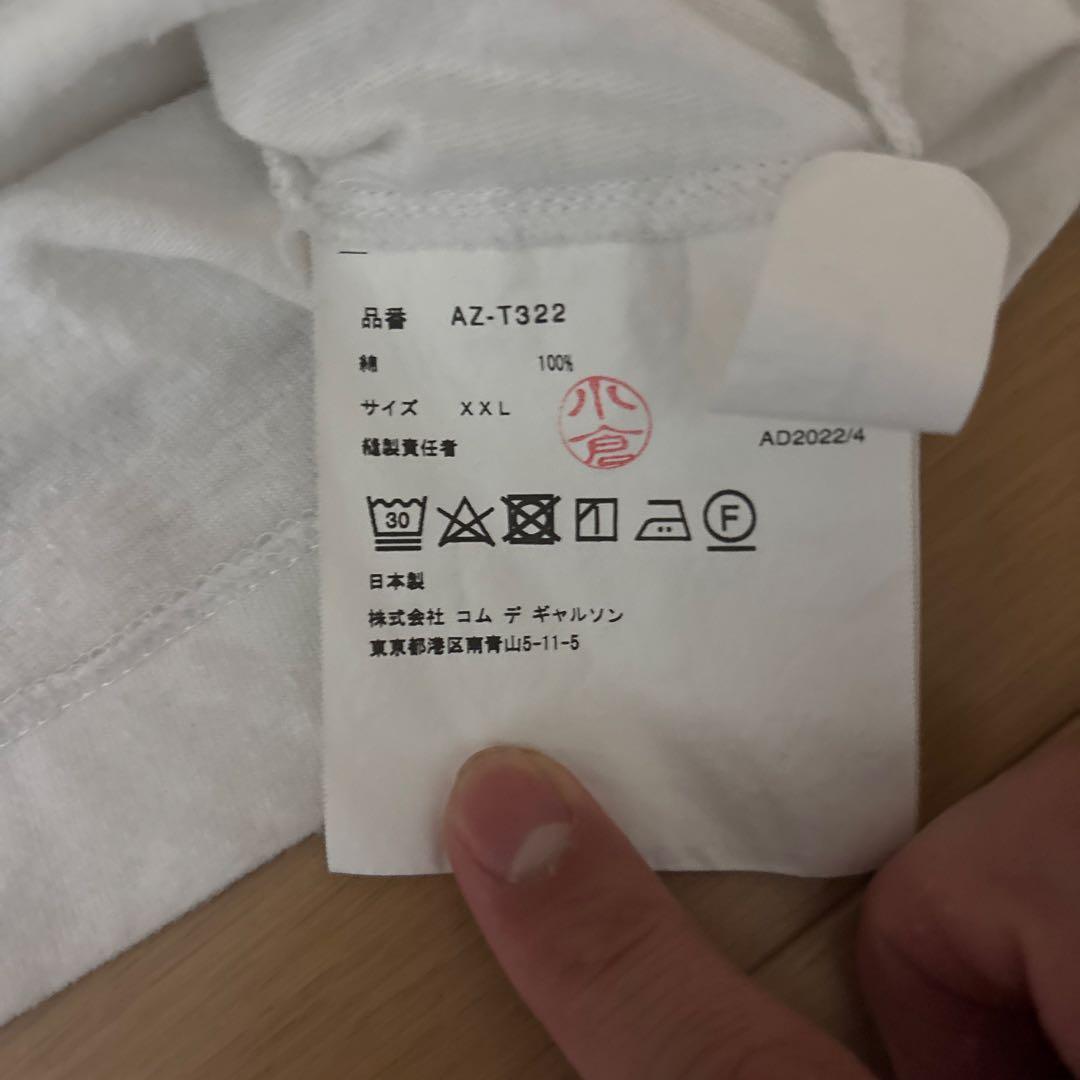 品番 AZ-T322
綿 100%
サイズ XXL
縫製責任者 小倉
AD2022/4
30 F
日本製
株式会社 コム デ ギャルソン
東京都港区南青山5-11-5